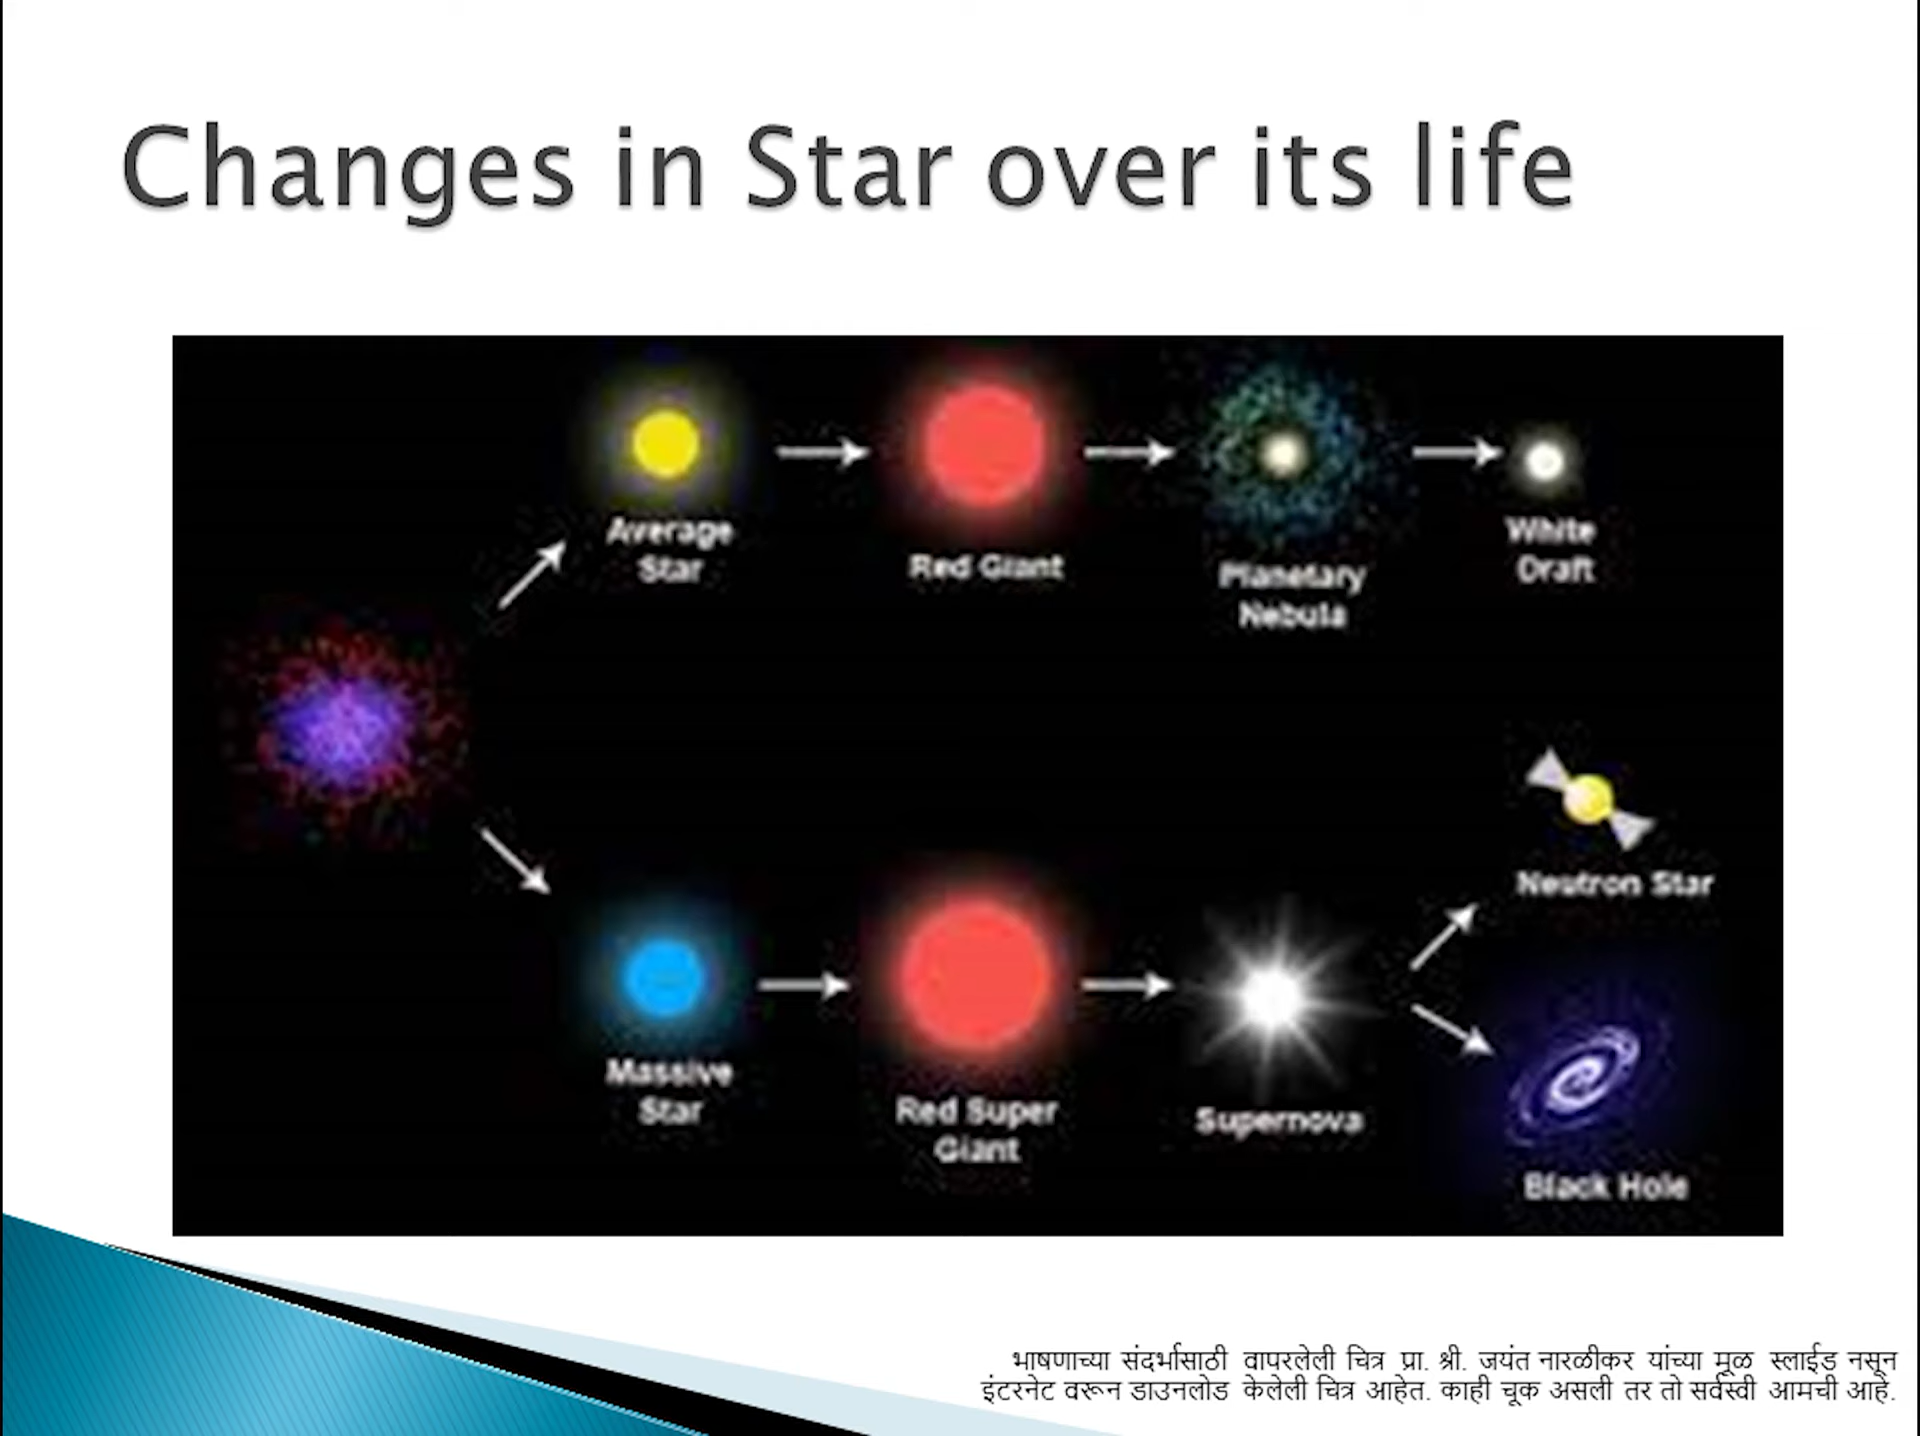 Changes in Star over its life
Average
Star
Red Giant
Planetary
Nebula
White
Draft
Neutron Star
Massive
Star
Red Super
Giant
Supernova
Black Hole
भाषणाच्या संदर्भासाठी वापरलेली चित्र प्रा. श्री. जयंत नारळीकर यांच्या मूळ स्लाईड नसून
इंटरनेट वरून डाउनलोड केलेली चित्र आहेत. काही चूक असली तर तो सर्वस्वी आमची आहे.